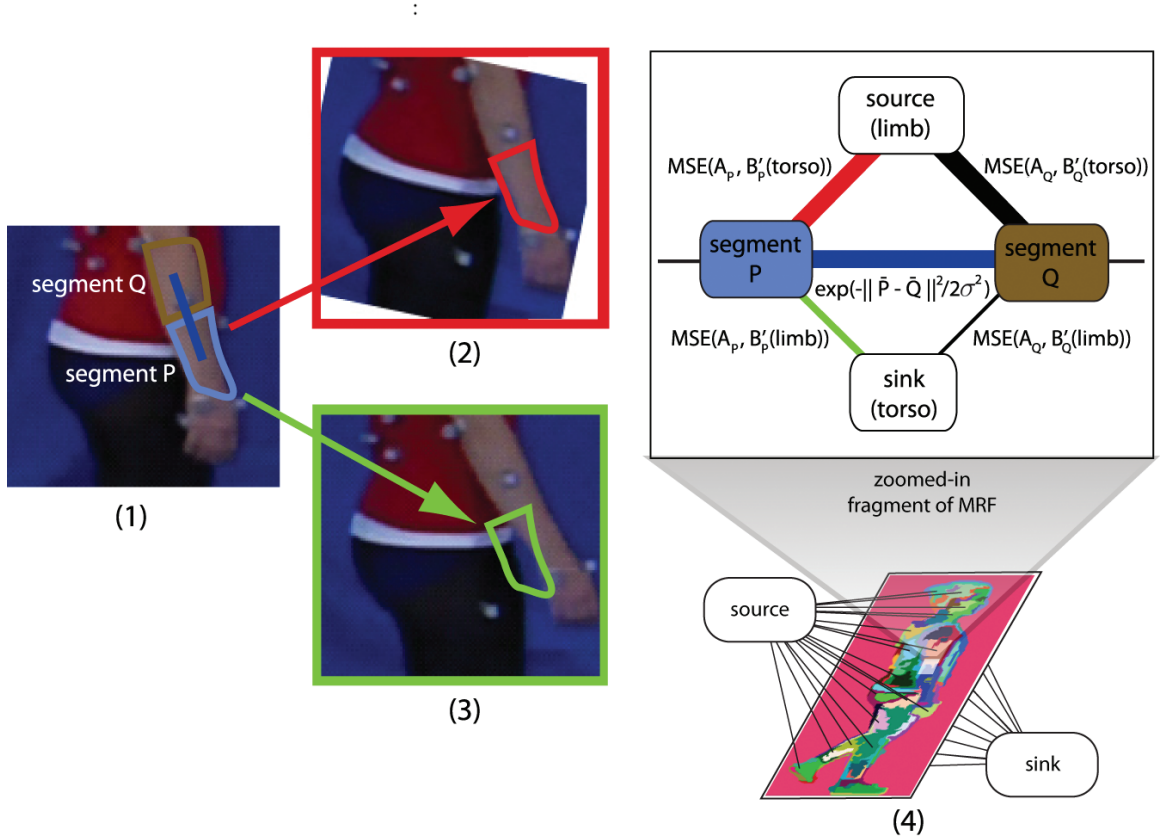 :
segment Q
segment P
(1)
(2)
(3)
source
(limb)
MSE(A_P, B'_P(torso))
MSE(A_Q, B'_Q(torso))
segment
P
segment
Q
exp(-|| P̄ - Q̄ ||²/2σ²)
MSE(A_P, B'_P(limb))
MSE(A_Q, B'_Q(limb))
sink
(torso)
zoomed-in
fragment of MRF
source
sink
(4)